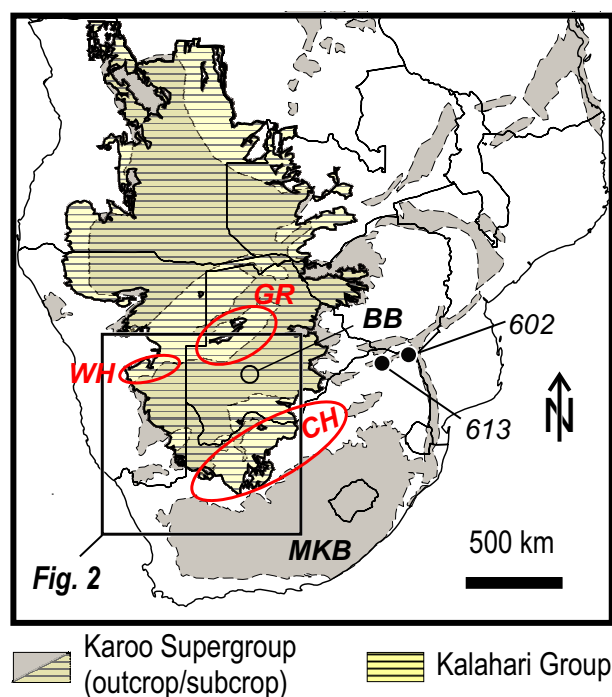 GR
BB
602
WH
N
613
CH
MKB
500 km
Fig. 2
Karoo Supergroup
(outcrop/subcrop)
Kalahari Group